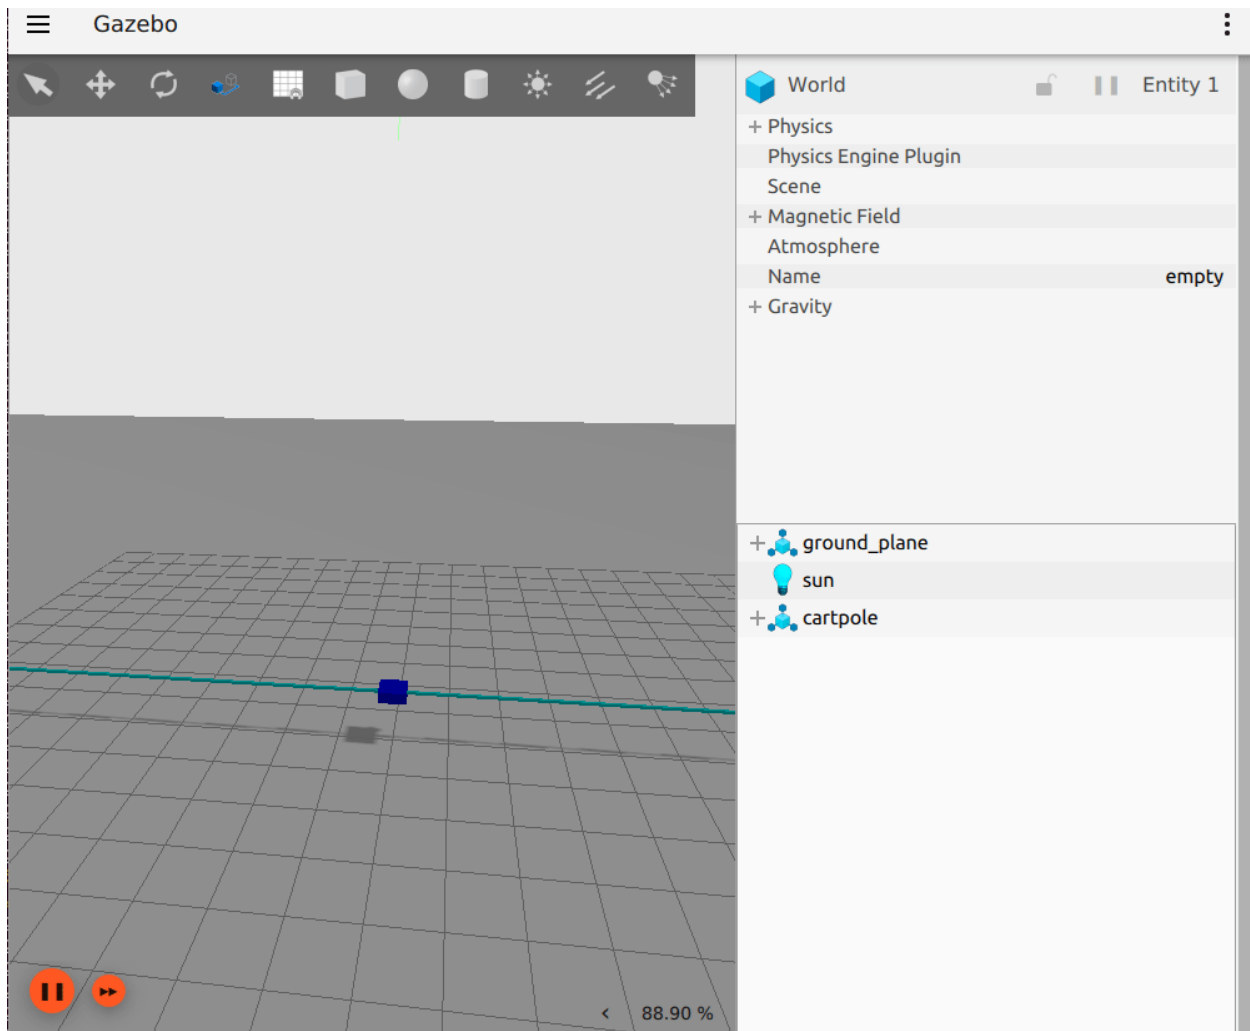 Gazebo
World Entity 1
Physics
Physics Engine Plugin
Scene
Magnetic Field
Atmosphere
Name empty
Gravity
ground_plane
sun
cartpole
88.90 %